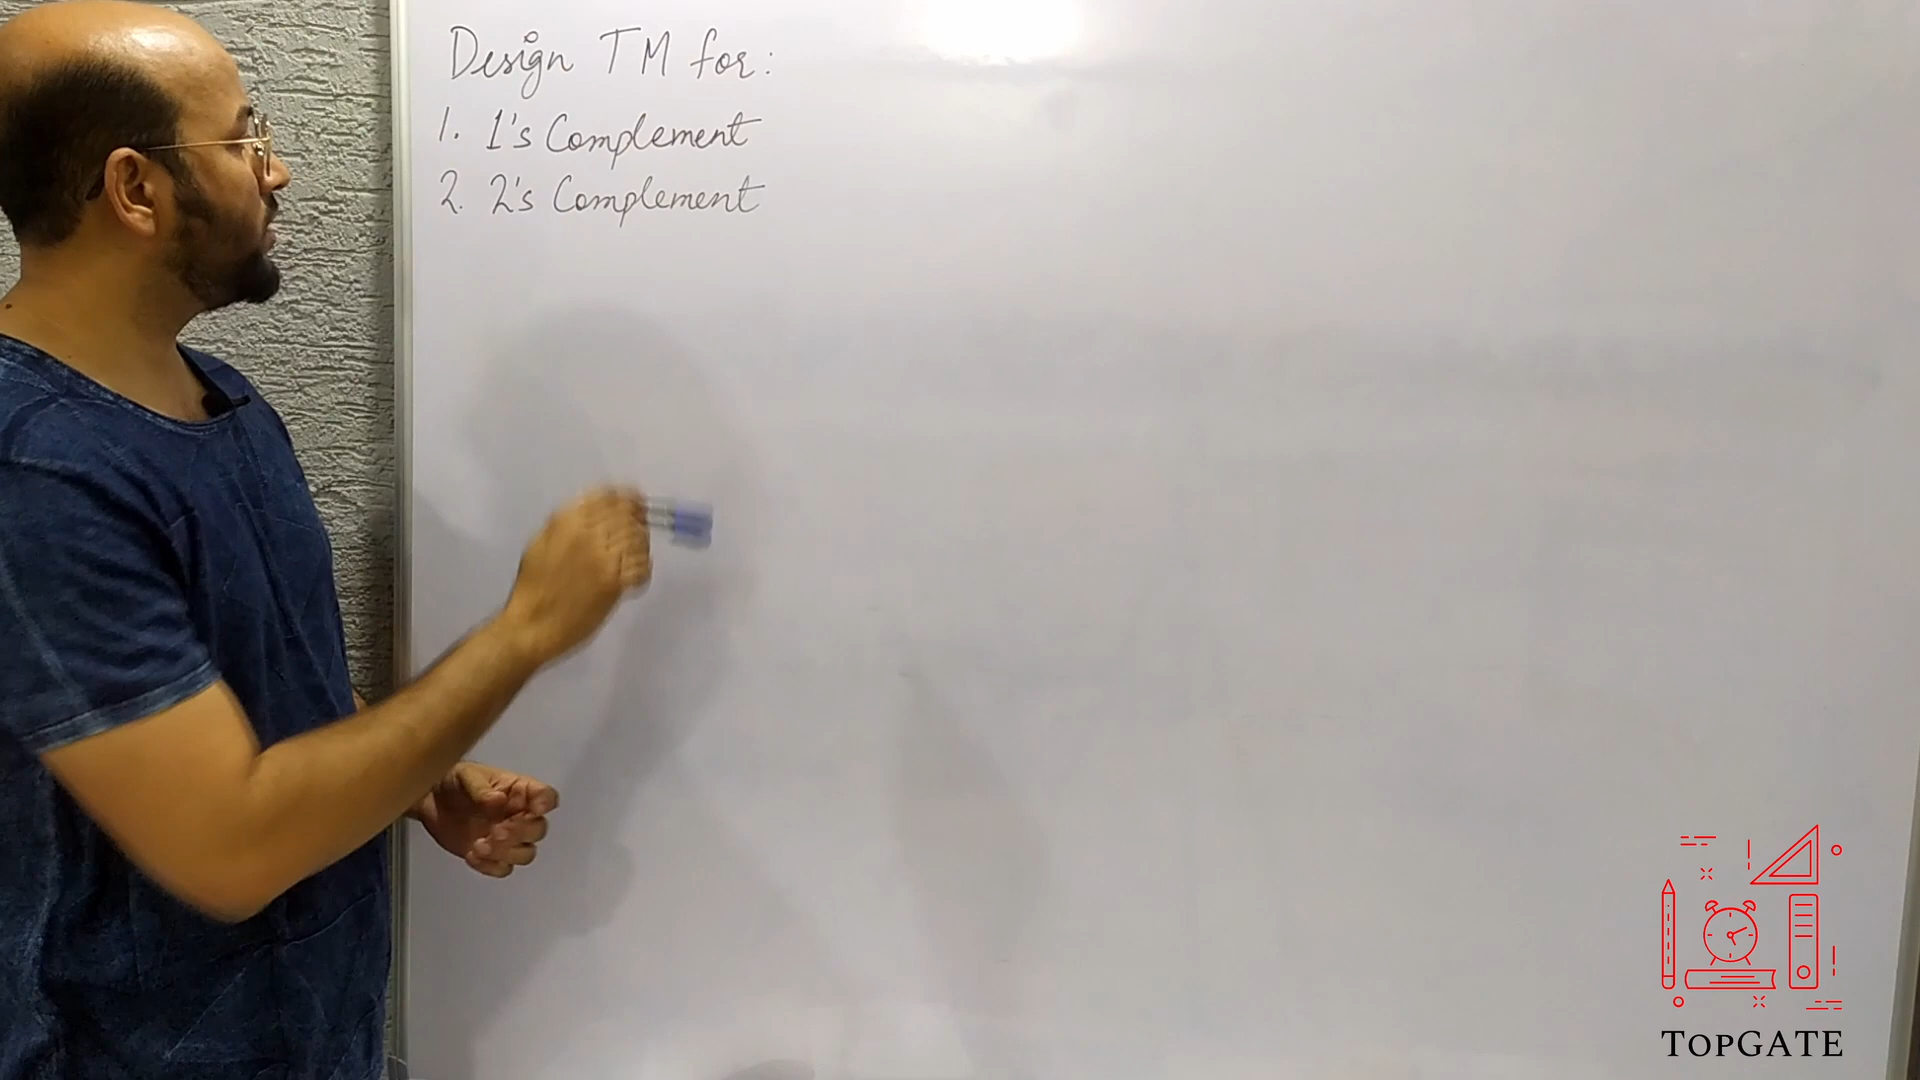 Design TM for:
1. 1's Complement
2. 2's Complement
TOPGATE